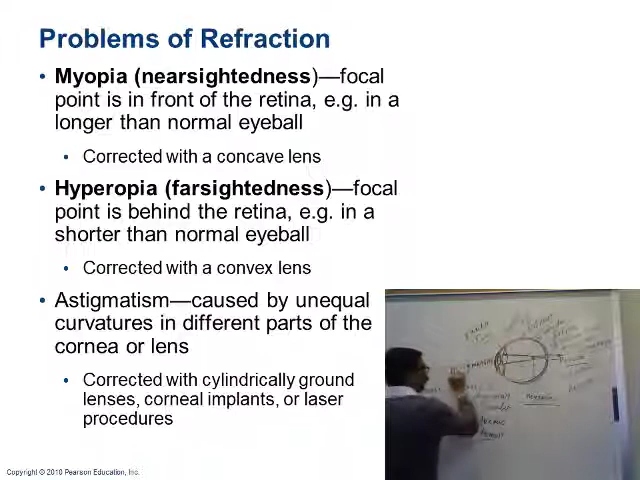 Problems of Refraction
• Myopia (nearsightedness)—focal
point is in front of the retina, e.g. in a
longer than normal eyeball
• Corrected with a concave lens
• Hyperopia (farsightedness)—focal
point is behind the retina, e.g. in a
shorter than normal eyeball
• Corrected with a convex lens
• Astigmatism—caused by unequal
curvatures in different parts of the
cornea or lens
• Corrected with cylindrically ground
lenses, corneal implants, or laser
procedures
Copyright © 2010 Pearson Education, Inc.